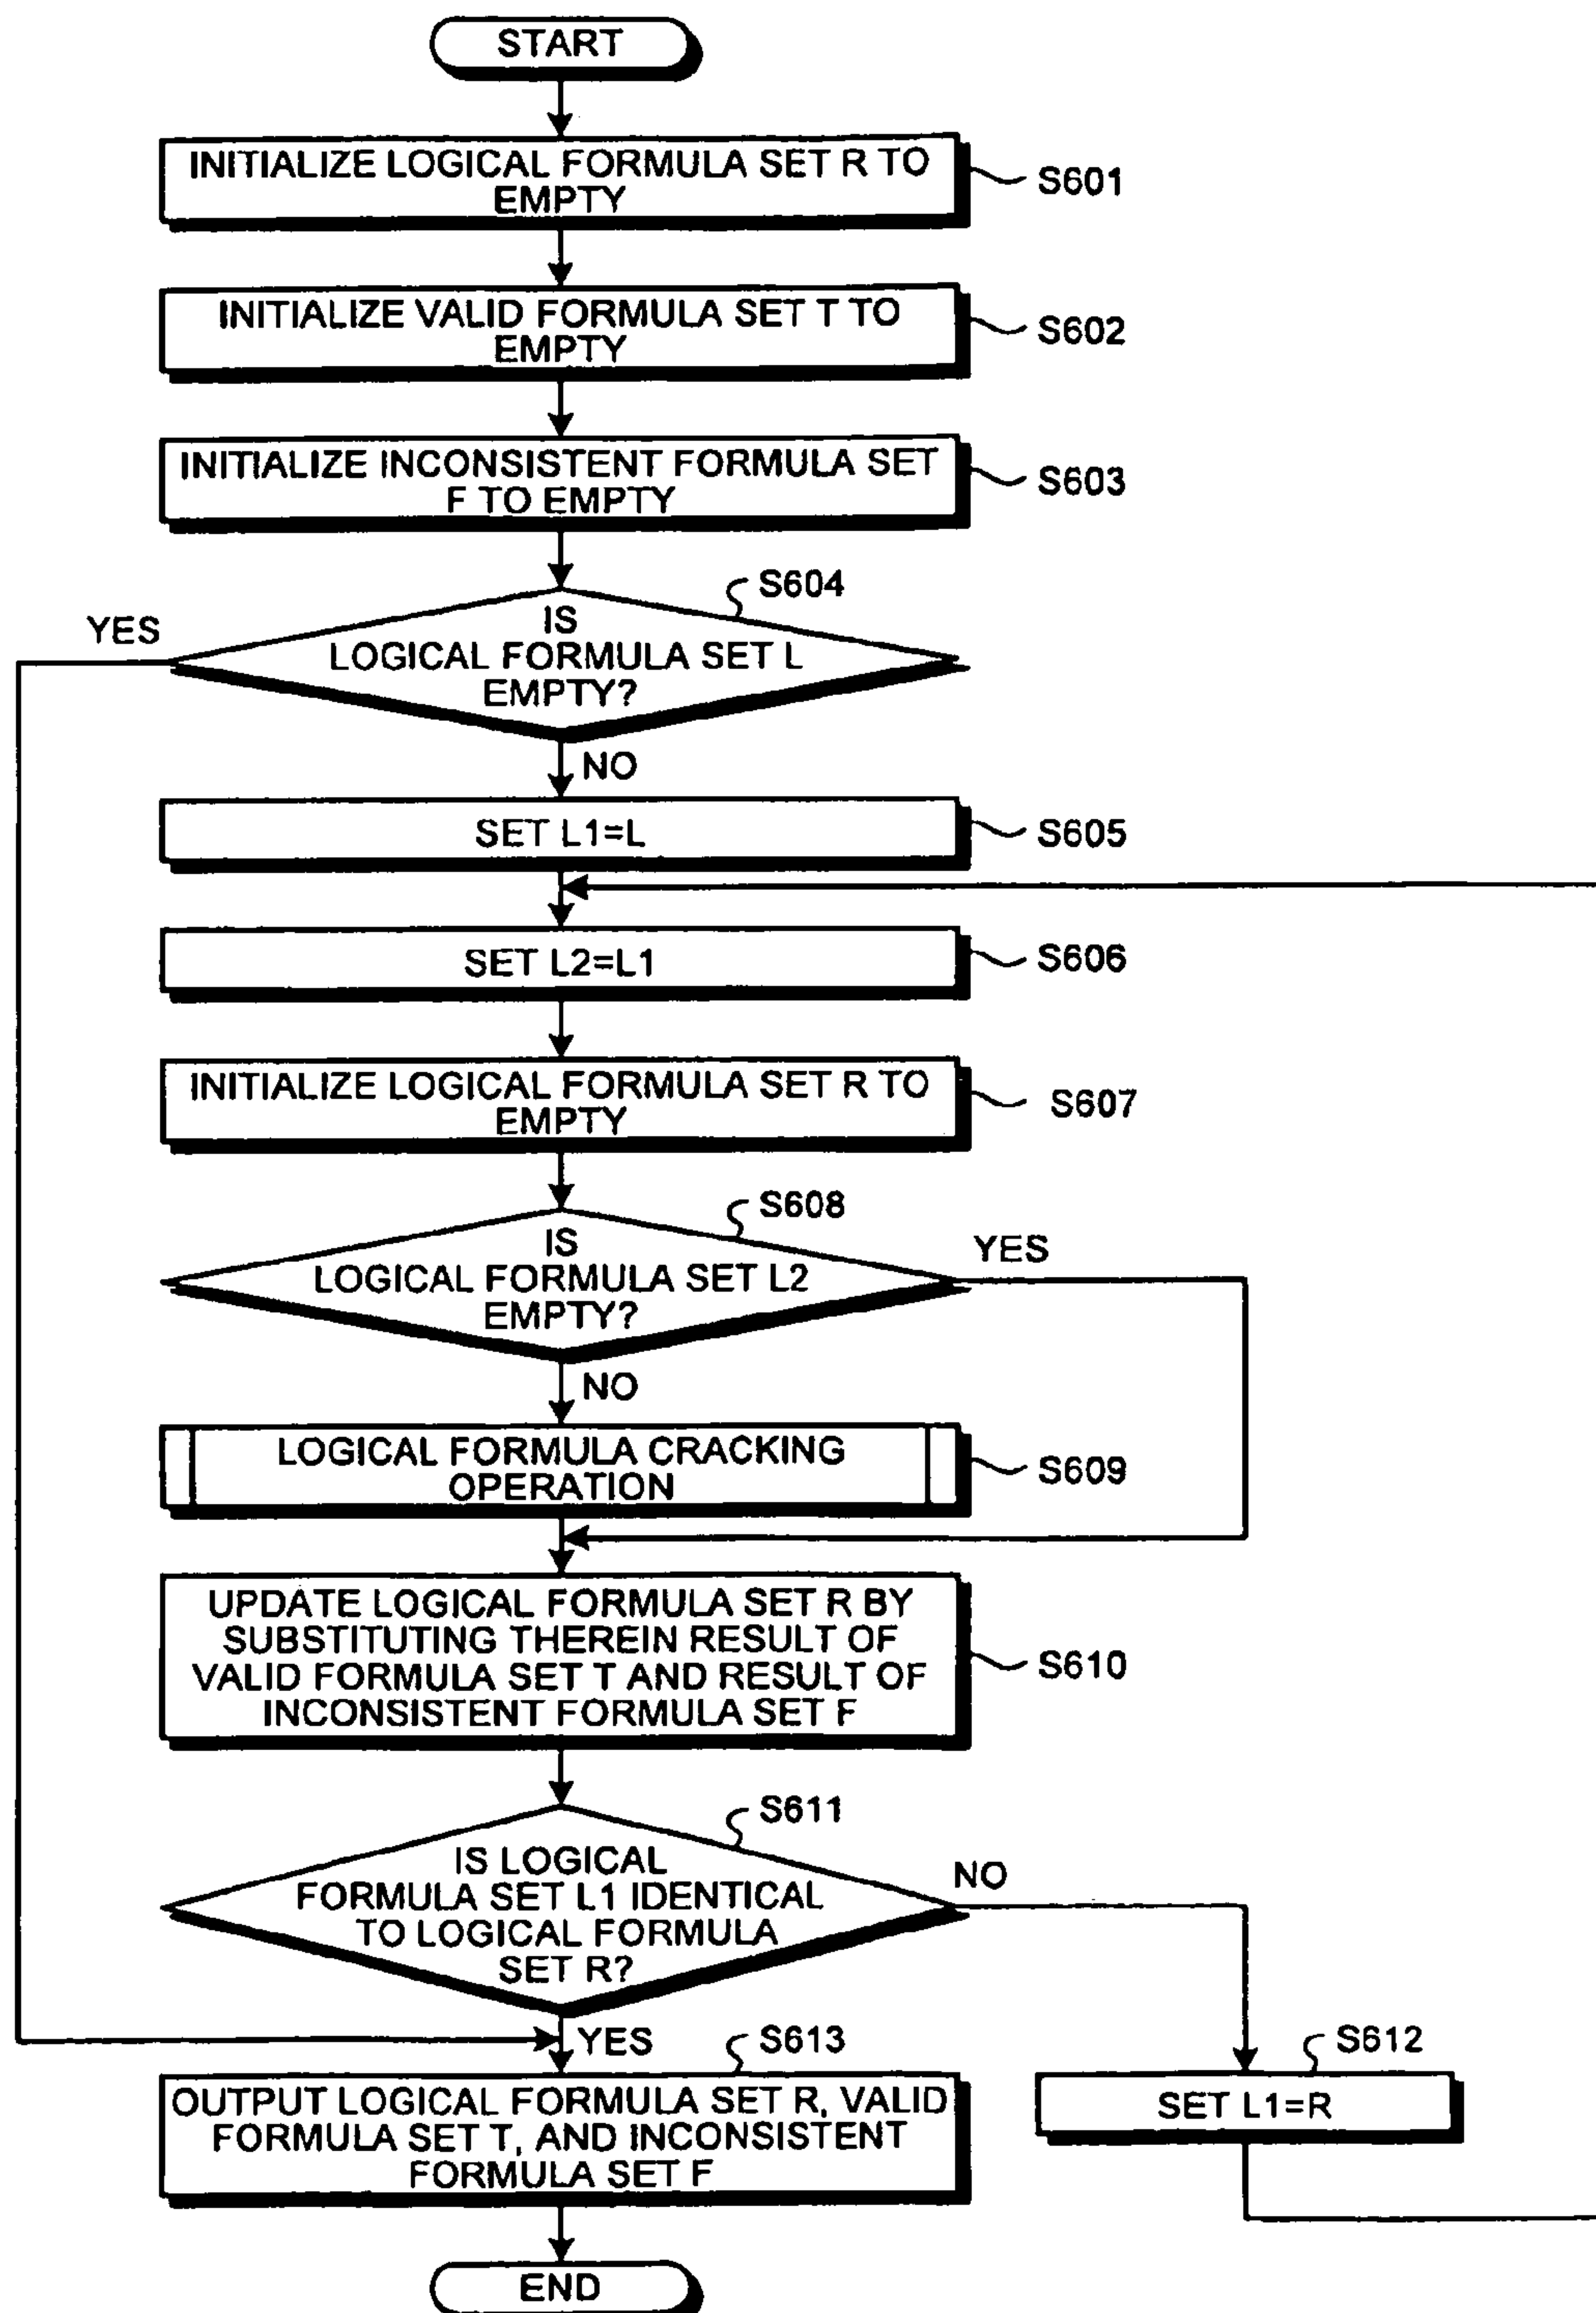 START
INITIALIZE LOGICAL FORMULA SET R TO
EMPTY
S601
INITIALIZE VALID FORMULA SET T TO
EMPTY
S602
INITIALIZE INCONSISTENT FORMULA SET
F TO EMPTY
S603
S604
YES
IS
LOGICAL FORMULA SET L
EMPTY?
NO
SET L1=L
S605
SET L2=L1
S606
INITIALIZE LOGICAL FORMULA SET R TO
EMPTY
S607
S608
IS
LOGICAL FORMULA SET L2
EMPTY?
YES
NO
LOGICAL FORMULA CRACKING
OPERATION
S609
UPDATE LOGICAL FORMULA SET R BY
SUBSTITUTING THEREIN RESULT OF
VALID FORMULA SET T AND RESULT OF
INCONSISTENT FORMULA SET F
S610
S611
IS LOGICAL
FORMULA SET L1 IDENTICAL
TO LOGICAL FORMULA
SET R?
NO
YES
S613
S612
OUTPUT LOGICAL FORMULA SET R, VALID
FORMULA SET T, AND INCONSISTENT
FORMULA SET F
SET L1=R
END